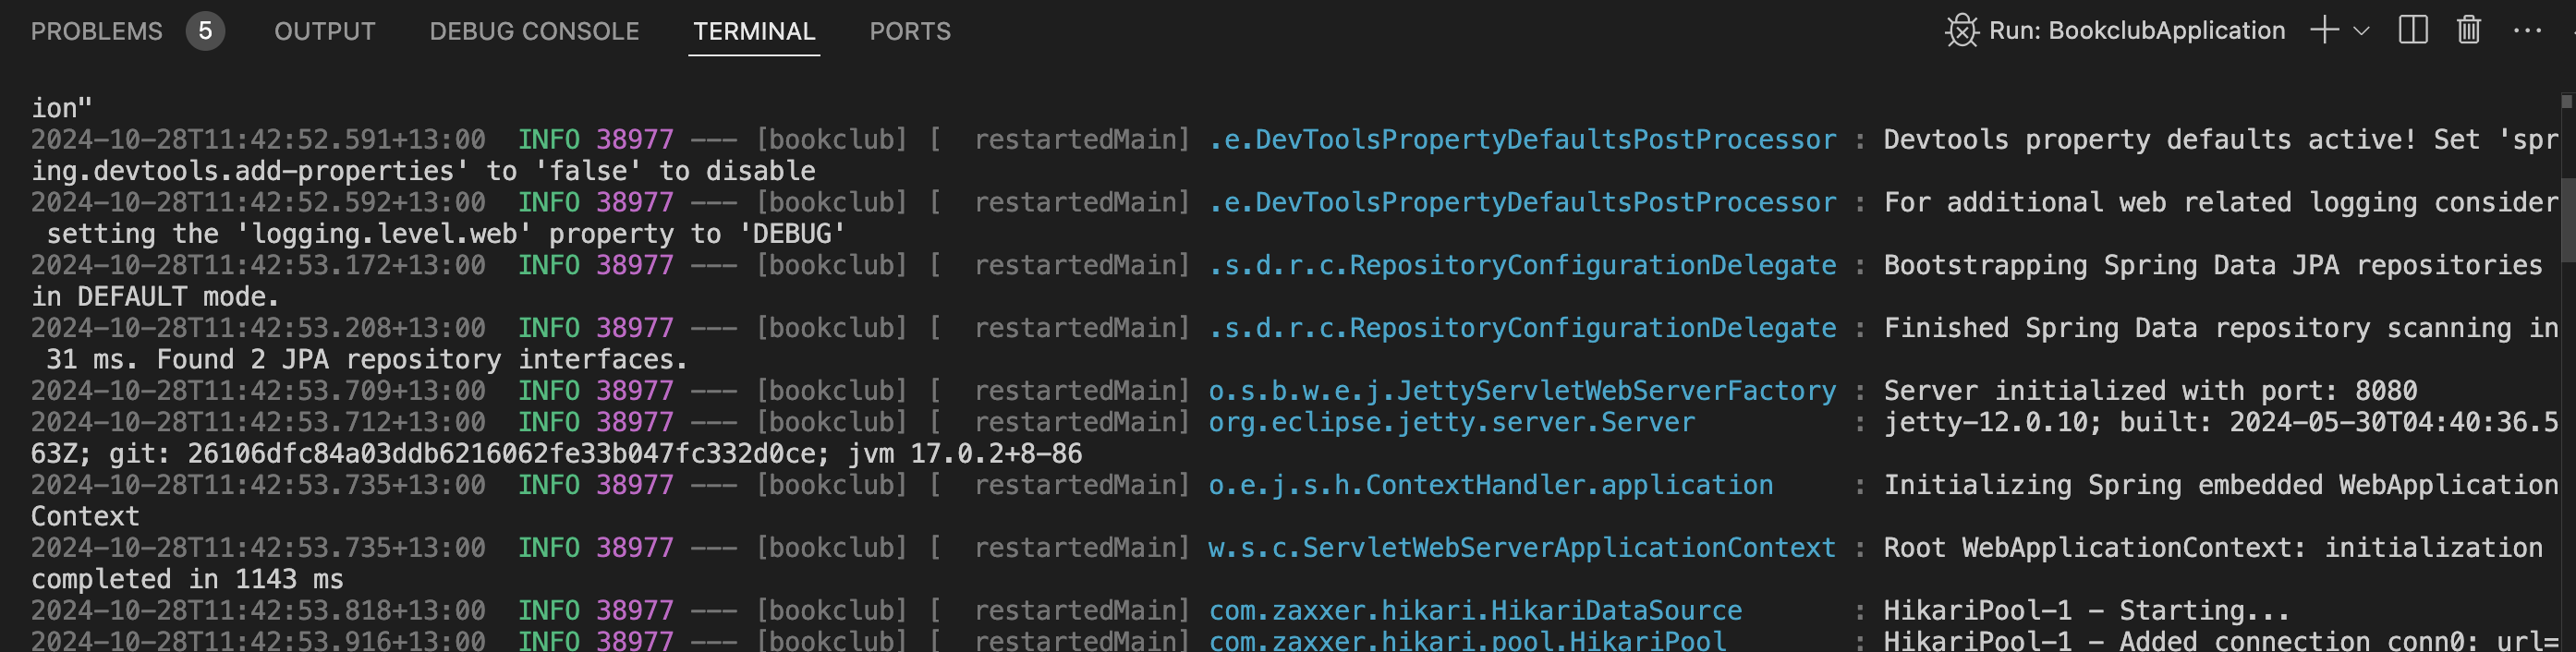 PROBLEMS 5 OUTPUT DEBUG CONSOLE TERMINAL PORTS Run: BookclubApplication
ion"
2024-10-28T11:42:52.591+13:00  INFO 38977 --- [bookclub] [  restartedMain] .e.DevToolsPropertyDefaultsPostProcessor : Devtools property defaults active! Set 'spr
ing.devtools.add-properties' to 'false' to disable
2024-10-28T11:42:52.592+13:00  INFO 38977 --- [bookclub] [  restartedMain] .e.DevToolsPropertyDefaultsPostProcessor : For additional web related logging consider
 setting the 'logging.level.web' property to 'DEBUG'
2024-10-28T11:42:53.172+13:00  INFO 38977 --- [bookclub] [  restartedMain] .s.d.r.c.RepositoryConfigurationDelegate : Bootstrapping Spring Data JPA repositories
in DEFAULT mode.
2024-10-28T11:42:53.208+13:00  INFO 38977 --- [bookclub] [  restartedMain] .s.d.r.c.RepositoryConfigurationDelegate : Finished Spring Data repository scanning in
 31 ms. Found 2 JPA repository interfaces.
2024-10-28T11:42:53.709+13:00  INFO 38977 --- [bookclub] [  restartedMain] o.s.b.w.e.j.JettyServletWebServerFactory : Server initialized with port: 8080
2024-10-28T11:42:53.712+13:00  INFO 38977 --- [bookclub] [  restartedMain] org.eclipse.jetty.server.Server          : jetty-12.0.10; built: 2024-05-30T04:40:36.5
63Z; git: 26106dfc84a03ddb6216062fe33b047fc332d0ce; jvm 17.0.2+8-86
2024-10-28T11:42:53.735+13:00  INFO 38977 --- [bookclub] [  restartedMain] o.e.j.s.h.ContextHandler.application     : Initializing Spring embedded WebApplication
Context
2024-10-28T11:42:53.735+13:00  INFO 38977 --- [bookclub] [  restartedMain] w.s.c.ServletWebServerApplicationContext : Root WebApplicationContext: initialization
completed in 1143 ms
2024-10-28T11:42:53.818+13:00  INFO 38977 --- [bookclub] [  restartedMain] com.zaxxer.hikari.HikariDataSource       : HikariPool-1 - Starting...
2024-10-28T11:42:53.916+13:00  INFO 38977 --- [bookclub] [  restartedMain] com.zaxxer.hikari.pool.HikariPool        : HikariPool-1 - Added connection conn0: url=